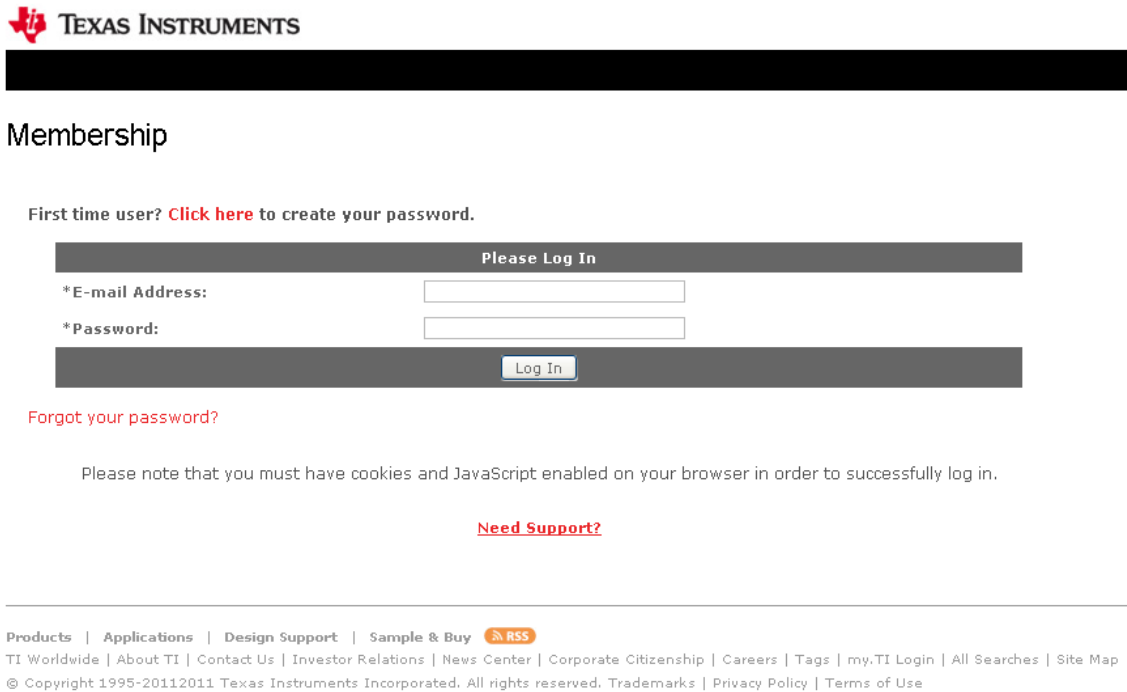 TEXAS INSTRUMENTS
Membership
First time user? Click here to create your password.
Please Log In
*E-mail Address:
*Password:
Log In
Forgot your password?
Please note that you must have cookies and JavaScript enabled on your browser in order to successfully log in.
Need Support?
Products | Applications | Design Support | Sample & Buy RSS
TI Worldwide | About TI | Contact Us | Investor Relations | News Center | Corporate Citizenship | Careers | Tags | my.TI Login | All Searches | Site Map
© Copyright 1995-20112011 Texas Instruments Incorporated. All rights reserved. Trademarks | Privacy Policy | Terms of Use